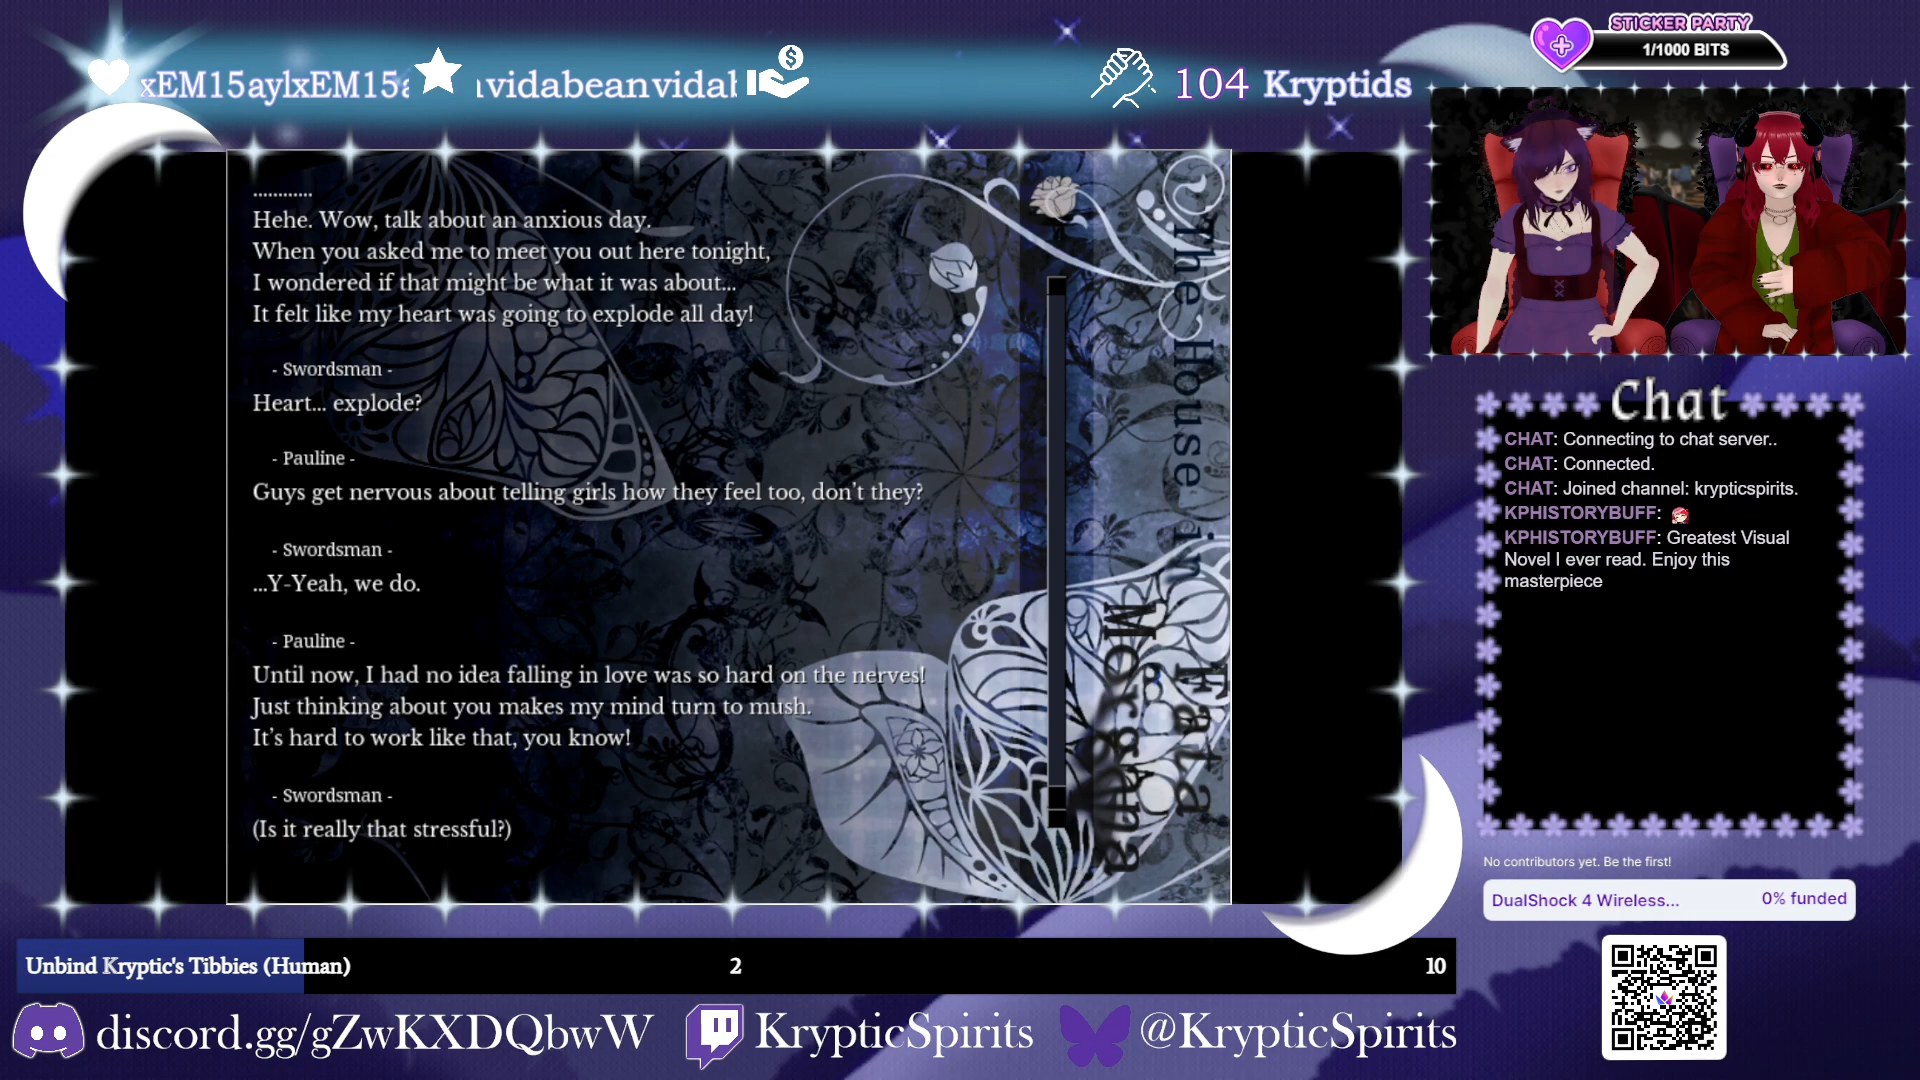 STICKER PARTY
1/1000 BITS
xEM15aylxEM15a
vidabeanvidal
104 Kryptids
............
Hehe. Wow, talk about an anxious day.
When you asked me to meet you out here tonight,
I wondered if that might be what it was about...
It felt like my heart was going to explode all day!
- Swordsman -
Heart... explode?
- Pauline -
Guys get nervous about telling girls how they feel too, don't they?
- Swordsman -
...Y-Yeah, we do.
- Pauline -
Until now, I had no idea falling in love was so hard on the nerves!
Just thinking about you makes my mind turn to mush.
It's hard to work like that, you know!
- Swordsman -
(Is it really that stressful?)
The House in
Fata
Morgana
Chat
CHAT: Connecting to chat server..
CHAT: Connected.
CHAT: Joined channel: krypticspirits.
KPHISTORYBUFF:
KPHISTORYBUFF: Greatest Visual
Novel I ever read. Enjoy this
masterpiece
No contributors yet. Be the first!
DualShock 4 Wireless... 0% funded
Unbind Kryptic's Tibbies (Human) 2 10
discord.gg/gZwKXDQbwW KrypticSpirits @KrypticSpirits